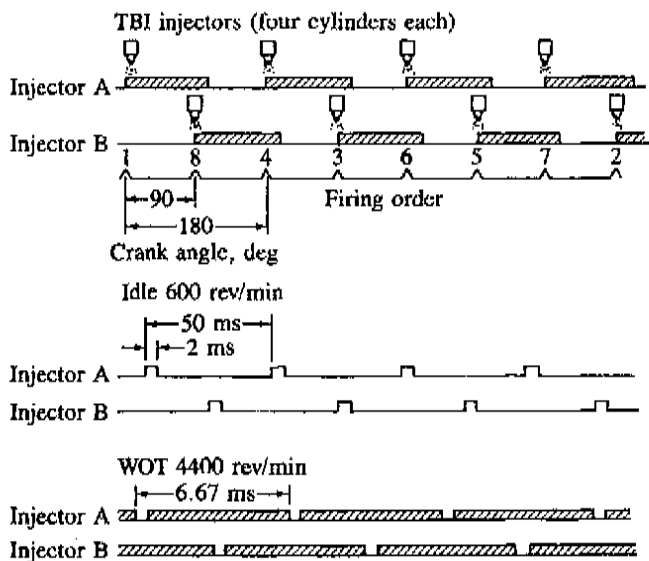 TBI injectors (four cylinders each)
Injector A
Injector B
1 8 4 3 6 5 7 2
90
Firing order
180
Crank angle, deg
Idle 600 rev/min
50 ms
2 ms
Injector A
Injector B
WOT 4400 rev/min
6.67 ms
Injector A
Injector B